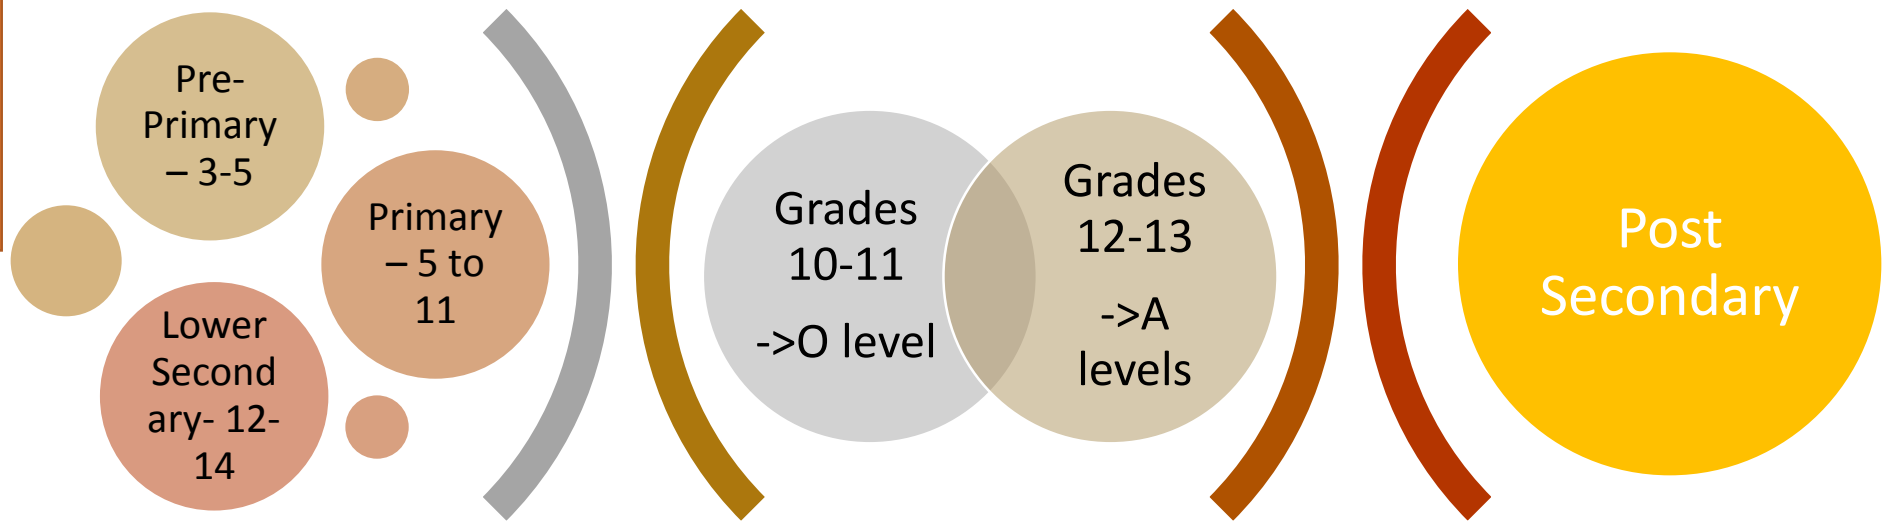 Pre-
Primary
– 3-5
Primary
– 5 to
11
Lower
Second
ary- 12-
14
Grades
10-11
->O level
Grades
12-13
->A
levels
Post
Secondary